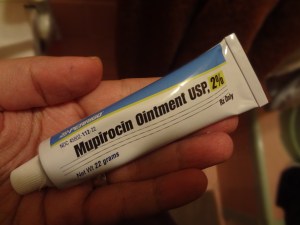 Mupirocin Ointment USP, 2%
Rx Only
Net Wt 22 grams